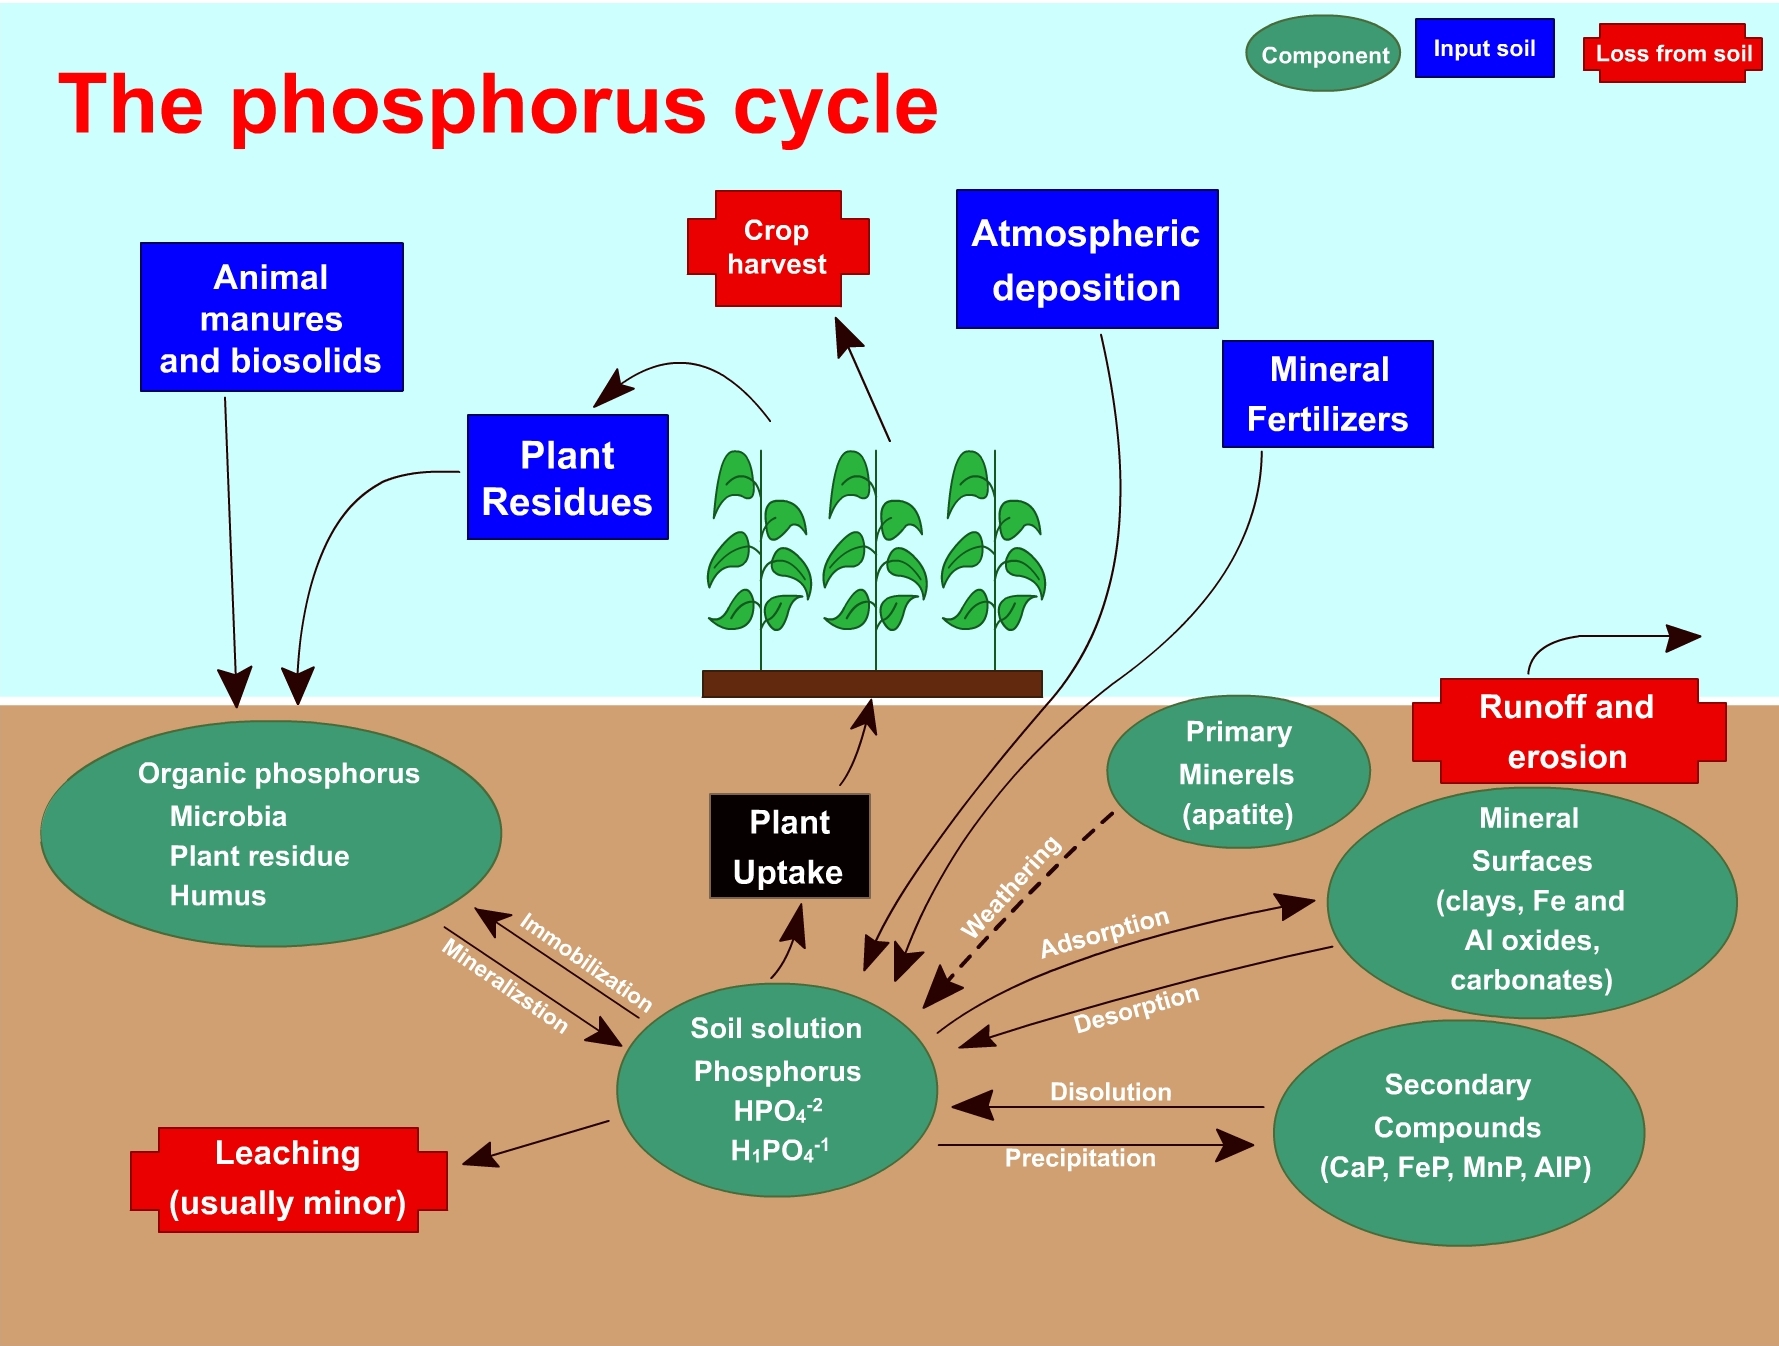 Component
Input soil
Loss from soil
The phosphorus cycle
Crop
harvest
Atmospheric
deposition
Animal
manures
and biosolids
Mineral
Fertilizers
Plant
Residues
Runoff and
erosion
Primary
Minerels
(apatite)
Organic phosphorus
Microbia
Plant residue
Humus
Plant
Uptake
Mineral
Surfaces
(clays, Fe and
Al oxides,
carbonates)
Weathering
Adsorption
Desorption
Immobilization
Mineralizstion
Soil solution
Phosphorus
HPO₄⁻²
H₁PO₄⁻¹
Disolution
Precipitation
Secondary
Compounds
(CaP, FeP, MnP, AlP)
Leaching
(usually minor)